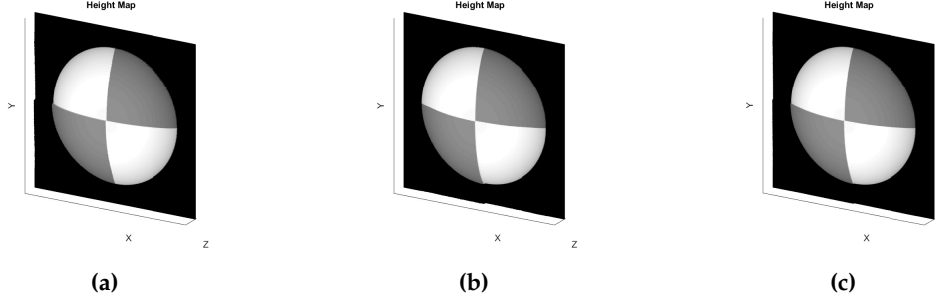 Height Map Height Map Height Map
Y Y Y
X X X
Z Z
(a) (b) (c)